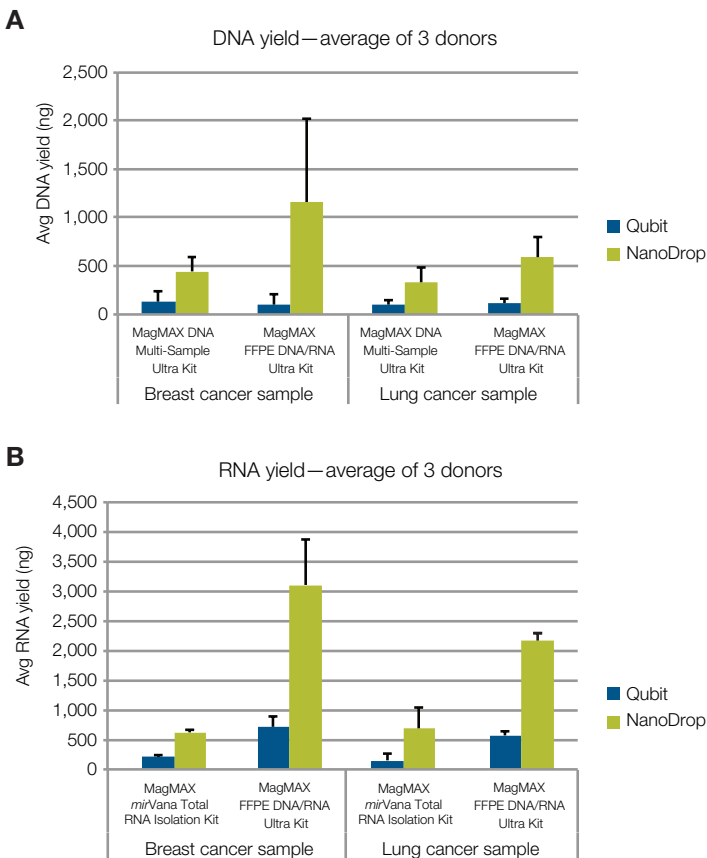 A
DNA yield—average of 3 donors
Avg DNA yield (ng)
2,500
2,000
1,500
1,000
500
0
Qubit
NanoDrop
MagMAX DNA
Multi-Sample
Ultra Kit
MagMAX
FFPE DNA/RNA
Ultra Kit
MagMAX DNA
Multi-Sample
Ultra Kit
MagMAX
FFPE DNA/RNA
Ultra Kit
Breast cancer sample
Lung cancer sample
B
RNA yield—average of 3 donors
Avg RNA yield (ng)
4,500
4,000
3,500
3,000
2,500
2,000
1,500
1,000
500
0
Qubit
NanoDrop
MagMAX
mirVana Total
RNA Isolation Kit
MagMAX
FFPE DNA/RNA
Ultra Kit
MagMAX
mirVana Total
RNA Isolation Kit
MagMAX
FFPE DNA/RNA
Ultra Kit
Breast cancer sample
Lung cancer sample